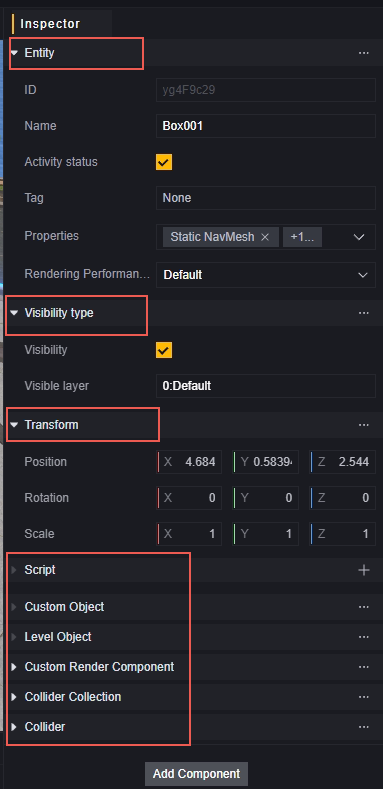 Inspector
Entity
ID yg4F9c29
Name Box001
Activity status
Tag None
Properties Static NavMesh × +1...
Rendering Performan... Default
Visibility type
Visibility
Visible layer 0:Default
Transform
Position X 4.684 Y 0.5839 Z 2.544
Rotation X 0 Y 0 Z 0
Scale X 1 Y 1 Z 1
Script +
Custom Object
Level Object
Custom Render Component
Collider Collection
Collider
Add Component